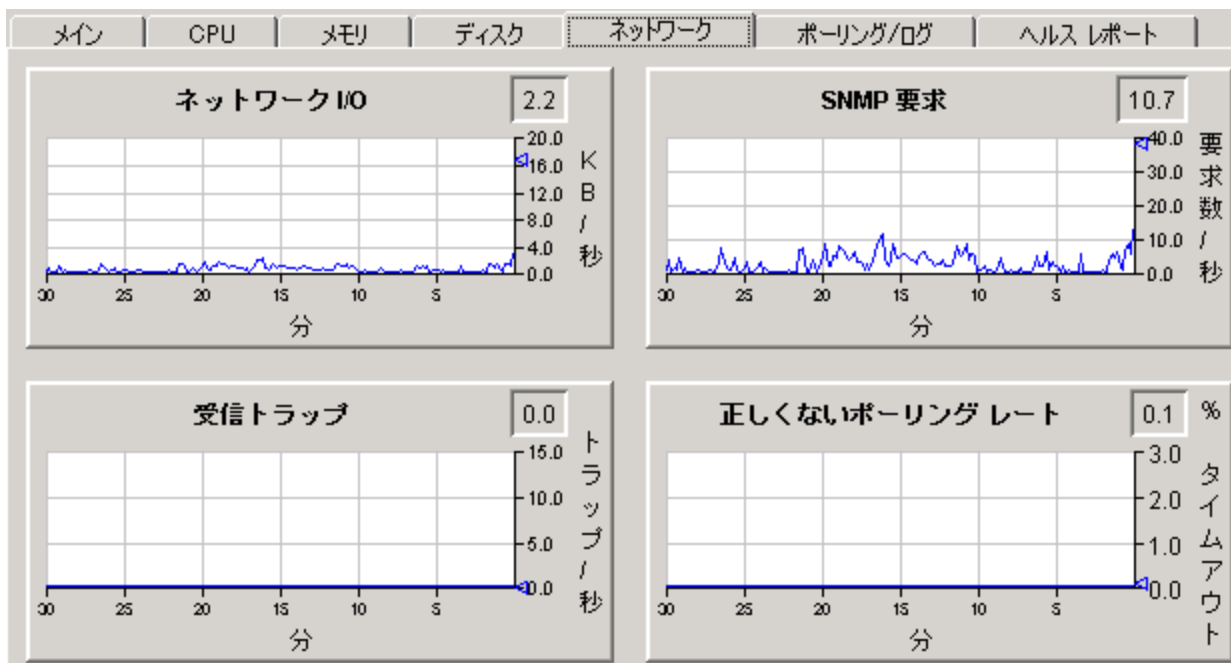 メイン CPU メモリ ディスク ネットワーク ポーリング/ログ ヘルス レポート
ネットワーク I/O 2.2
20.0
16.0
12.0
8.0
4.0
0.0
KB/秒
30 25 20 15 10 5
分
SNMP 要求 10.7
40.0
30.0
20.0
10.0
0.0
要求数/秒
30 25 20 15 10 5
分
受信トラップ 0.0
15.0
10.0
5.0
0.0
トラップ/秒
30 25 20 15 10 5
分
正しくないポーリング レート 0.1
3.0
2.0
1.0
0.0
% タイムアウト
30 25 20 15 10 5
分